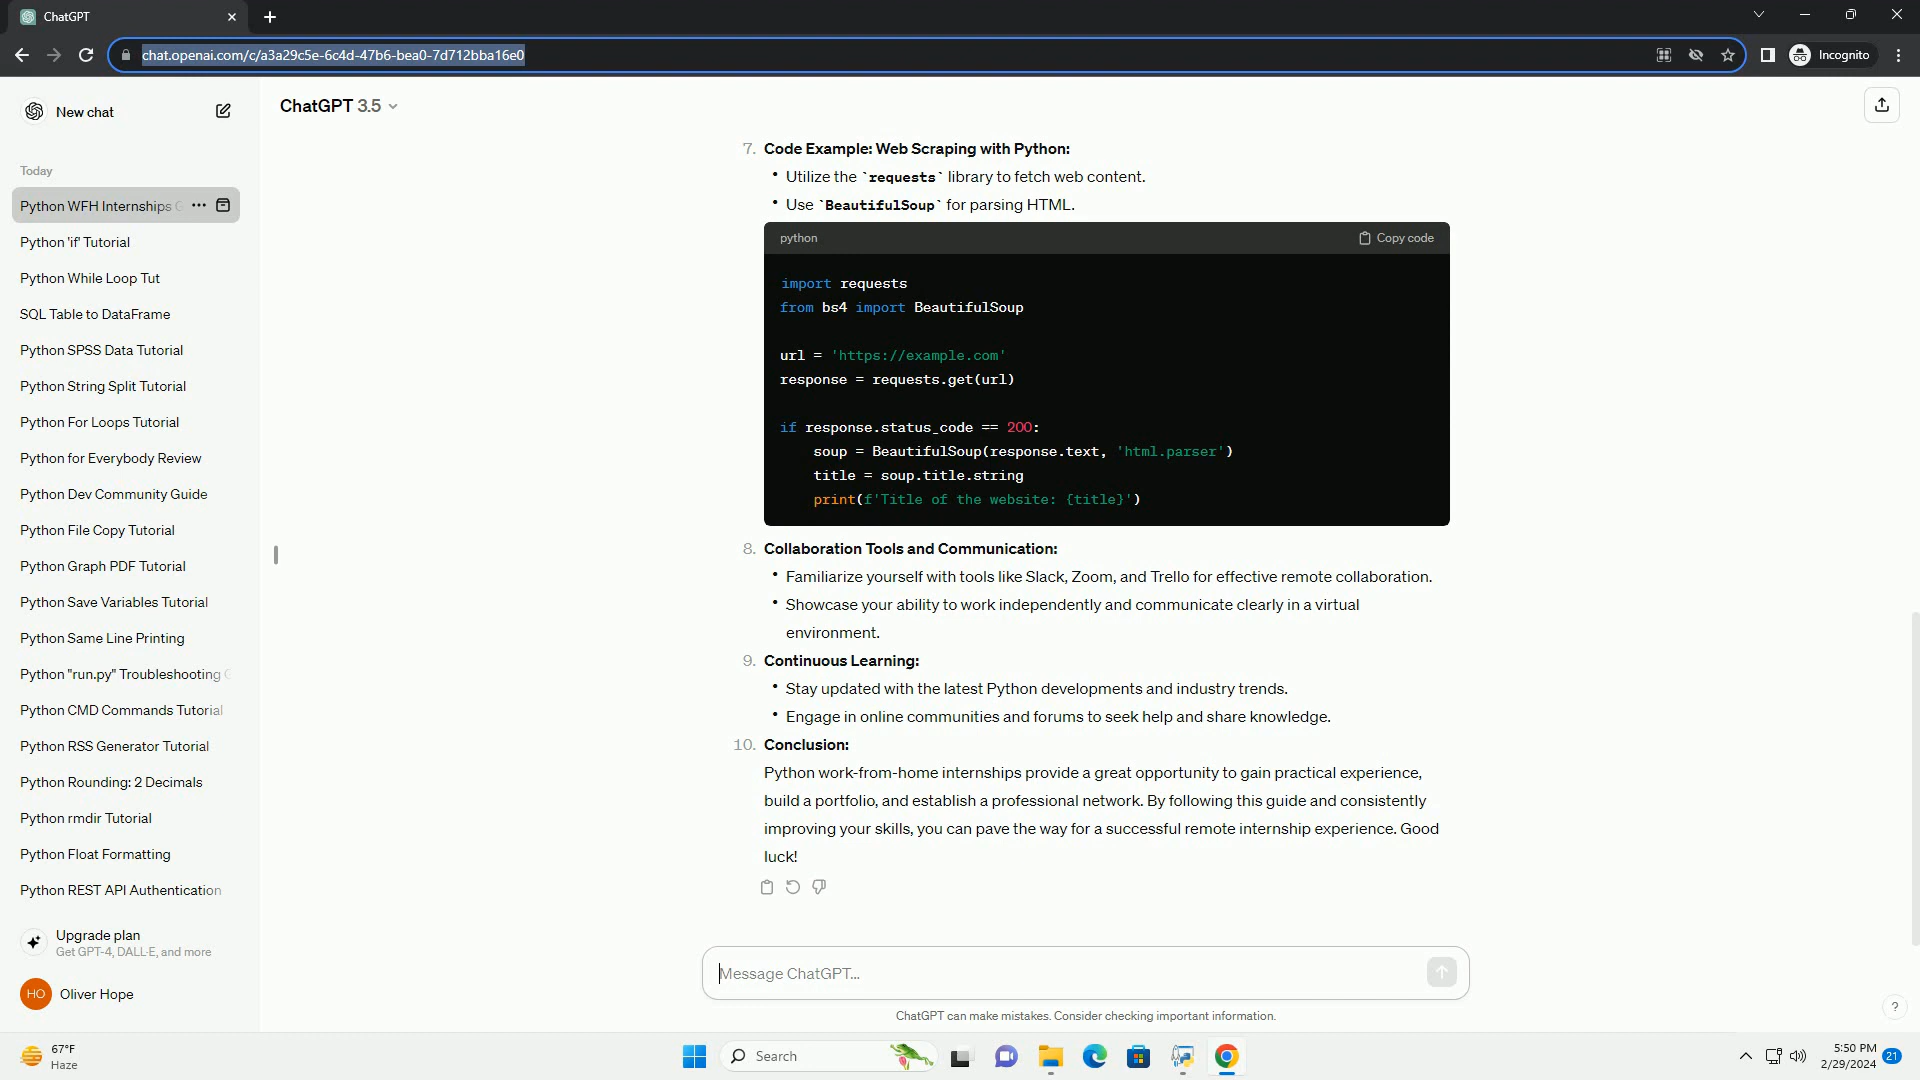 ChatGPT
chat.openai.com/c/a3a29c5e-6c4d-47b6-bea0-7d712bba16e0
Incognito
New chat
Today
Python WFH Internships
Python 'if' Tutorial
Python While Loop Tut
SQL Table to DataFrame
Python SPSS Data Tutorial
Python String Split Tutorial
Python For Loops Tutorial
Python for Everybody Review
Python Dev Community Guide
Python File Copy Tutorial
Python Graph PDF Tutorial
Python Save Variables Tutorial
Python Same Line Printing
Python "run.py" Troubleshooting
Python CMD Commands Tutorial
Python RSS Generator Tutorial
Python Rounding: 2 Decimals
Python rmdir Tutorial
Python Float Formatting
Python REST API Authentication
Upgrade plan
Get GPT-4, DALL·E, and more
HO
Oliver Hope
ChatGPT 3.5
7. Code Example: Web Scraping with Python:
• Utilize the `requests` library to fetch web content.
• Use `BeautifulSoup` for parsing HTML.
python
Copy code
import requests
from bs4 import BeautifulSoup
url = 'https://example.com'
response = requests.get(url)
if response.status_code == 200:
soup = BeautifulSoup(response.text, 'html.parser')
title = soup.title.string
print(f'Title of the website: {title}')
8. Collaboration Tools and Communication:
• Familiarize yourself with tools like Slack, Zoom, and Trello for effective remote collaboration.
• Showcase your ability to work independently and communicate clearly in a virtual
environment.
9. Continuous Learning:
• Stay updated with the latest Python developments and industry trends.
• Engage in online communities and forums to seek help and share knowledge.
10. Conclusion:
Python work-from-home internships provide a great opportunity to gain practical experience,
build a portfolio, and establish a professional network. By following this guide and consistently
improving your skills, you can pave the way for a successful remote internship experience. Good
luck!
Message ChatGPT...
ChatGPT can make mistakes. Consider checking important information.
?
67°F
Haze
Search
5:50 PM
2/29/2024
21